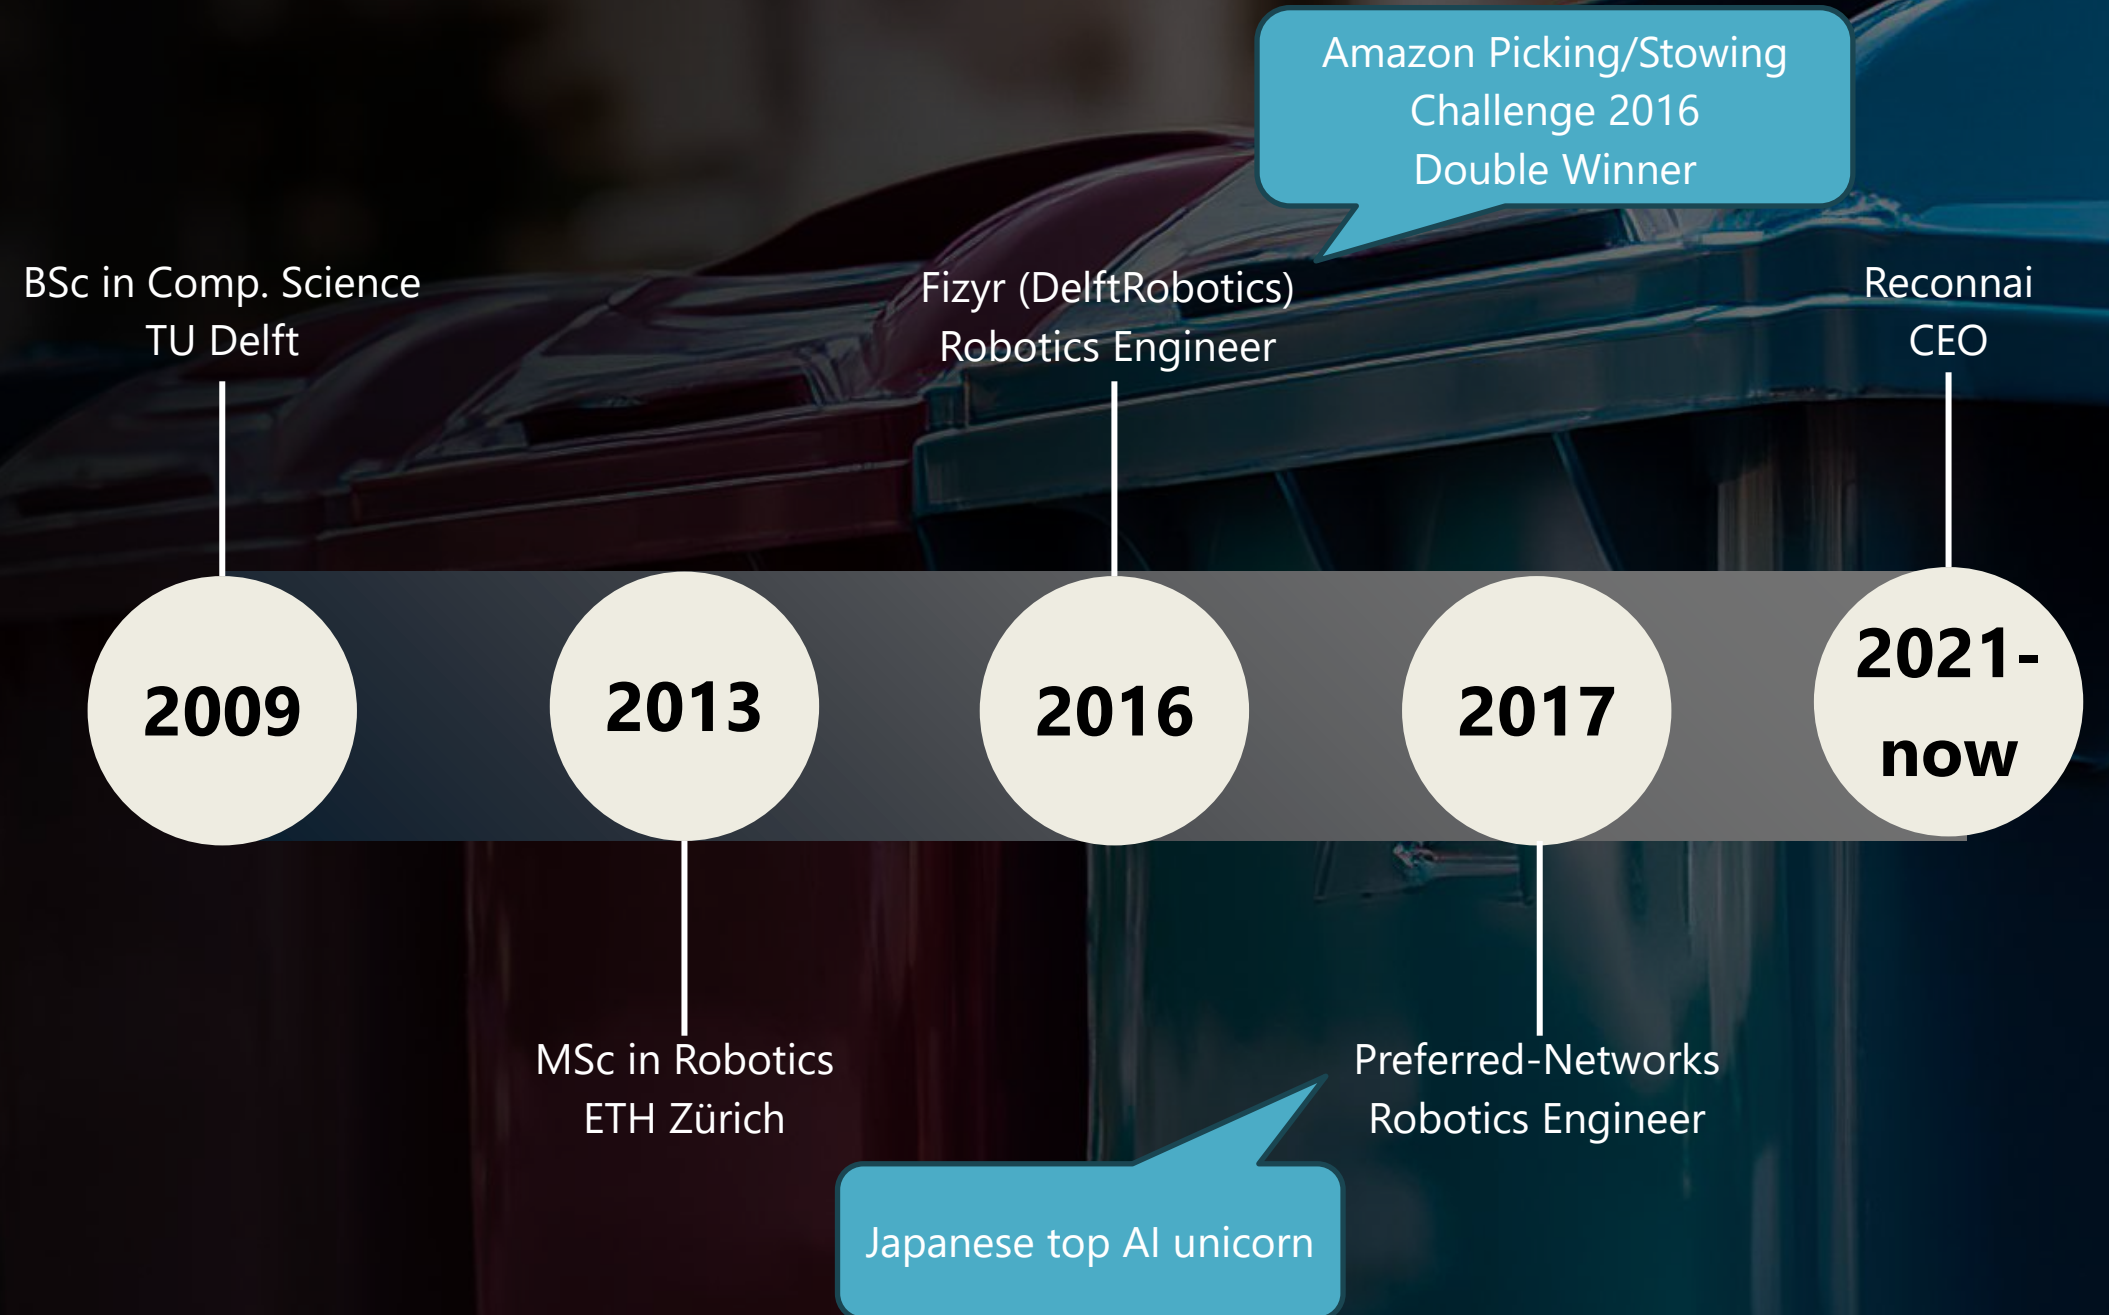 Amazon Picking/Stowing
Challenge 2016
Double Winner
BSc in Comp. Science
TU Delft
Fizyr (DelftRobotics)
Robotics Engineer
Reconnai
CEO
2009
2013
2016
2017
2021-
now
MSc in Robotics
ETH Zürich
Preferred-Networks
Robotics Engineer
Japanese top AI unicorn